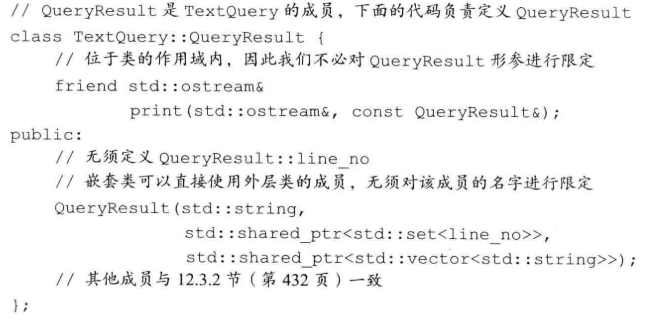 // QueryResult 是 TextQuery 的成员，下面的代码负责定义 QueryResult
class TextQuery::QueryResult {
// 位于类的作用域内，因此我们不必对 QueryResult 形参进行限定
friend std::ostream&
print(std::ostream&, const QueryResult&);
public:
// 无须定义 QueryResult::line_no
// 嵌套类可以直接使用外层类的成员，无须对该成员的名字进行限定
QueryResult(std::string,
std::shared_ptr<std::set<line_no>>,
std::shared_ptr<std::vector<std::string>>);
// 其他成员与 12.3.2 节（第 432 页）一致
};